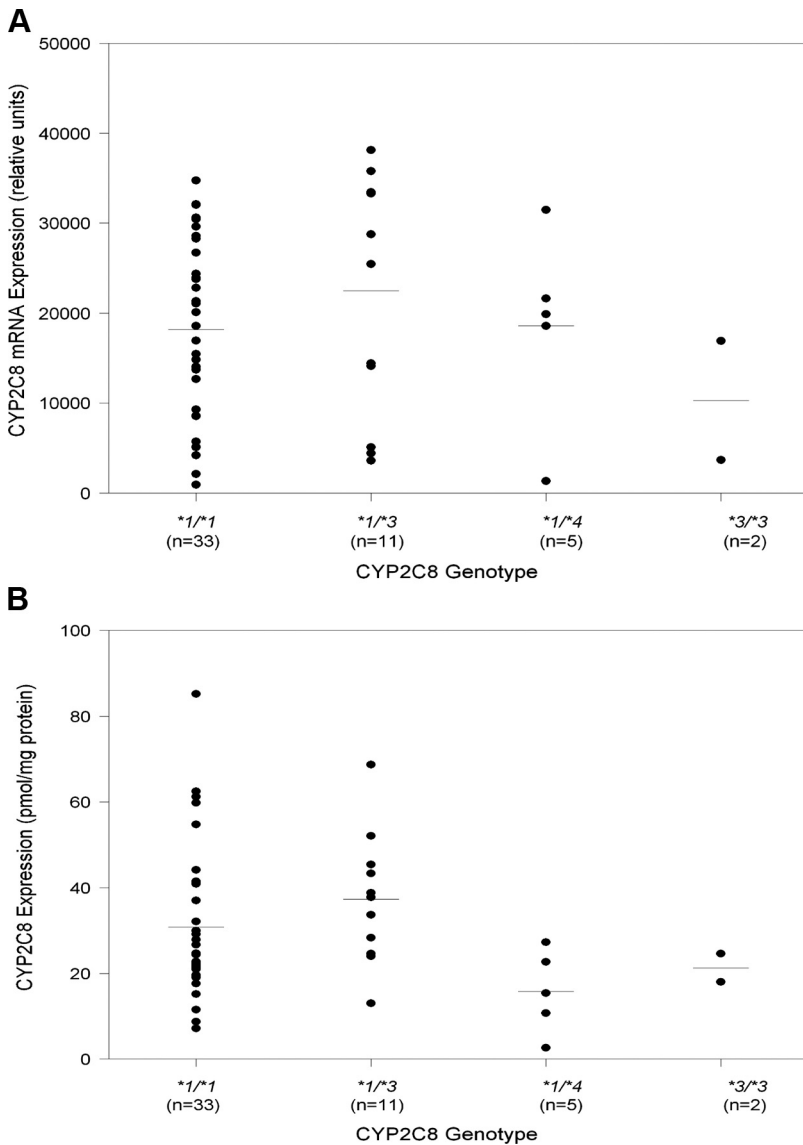 A
CYP2C8 mRNA Expression (relative units)
50000
40000
30000
20000
10000
0
*1/*1
(n=33)
*1/*3
(n=11)
*1/*4
(n=5)
*3/*3
(n=2)
CYP2C8 Genotype
B
CYP2C8 Expression (pmol/mg protein)
100
80
60
40
20
0
*1/*1
(n=33)
*1/*3
(n=11)
*1/*4
(n=5)
*3/*3
(n=2)
CYP2C8 Genotype